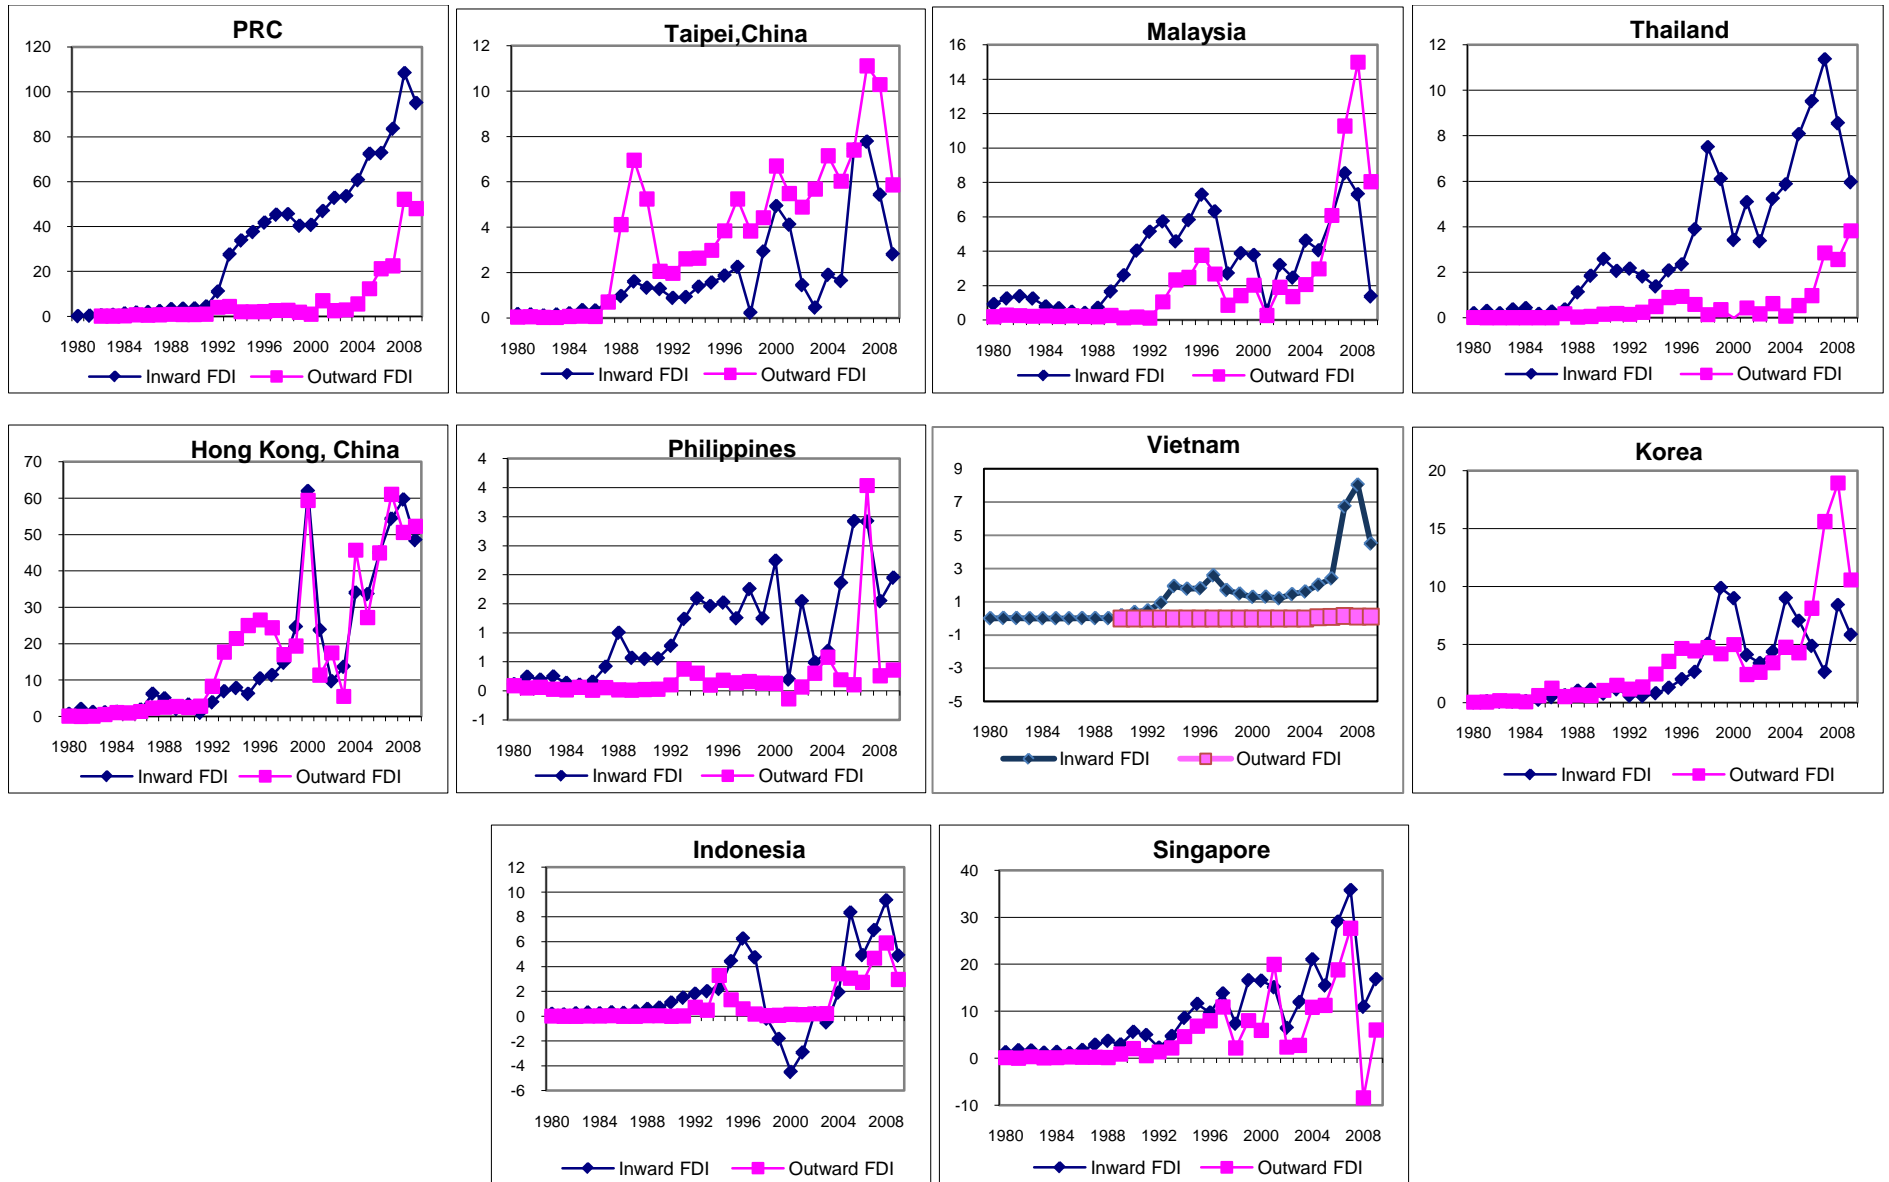 PRC
120
100
80
60
40
20
0
1980 1984 1988 1992 1996 2000 2004 2008
Inward FDI Outward FDI
Taipei,China
12
10
8
6
4
2
0
1980 1984 1988 1992 1996 2000 2004 2008
Inward FDI Outward FDI
Malaysia
16
14
12
10
8
6
4
2
0
1980 1984 1988 1992 1996 2000 2004 2008
Inward FDI Outward FDI
Thailand
12
10
8
6
4
2
0
1980 1984 1988 1992 1996 2000 2004 2008
Inward FDI Outward FDI
Hong Kong, China
70
60
50
40
30
20
10
0
1980 1984 1988 1992 1996 2000 2004 2008
Inward FDI Outward FDI
Philippines
4
4
3
3
2
2
1
1
0
-1
1980 1984 1988 1992 1996 2000 2004 2008
Inward FDI Outward FDI
Vietnam
9
7
5
3
1
-1
-3
-5
1980 1984 1988 1992 1996 2000 2004 2008
Inward FDI Outward FDI
Korea
20
15
10
5
0
1980 1984 1988 1992 1996 2000 2004 2008
Inward FDI Outward FDI
Indonesia
12
10
8
6
4
2
0
-2
-4
-6
1980 1984 1988 1992 1996 2000 2004 2008
Inward FDI Outward FDI
Singapore
40
30
20
10
0
-10
1980 1984 1988 1992 1996 2000 2004 2008
Inward FDI Outward FDI